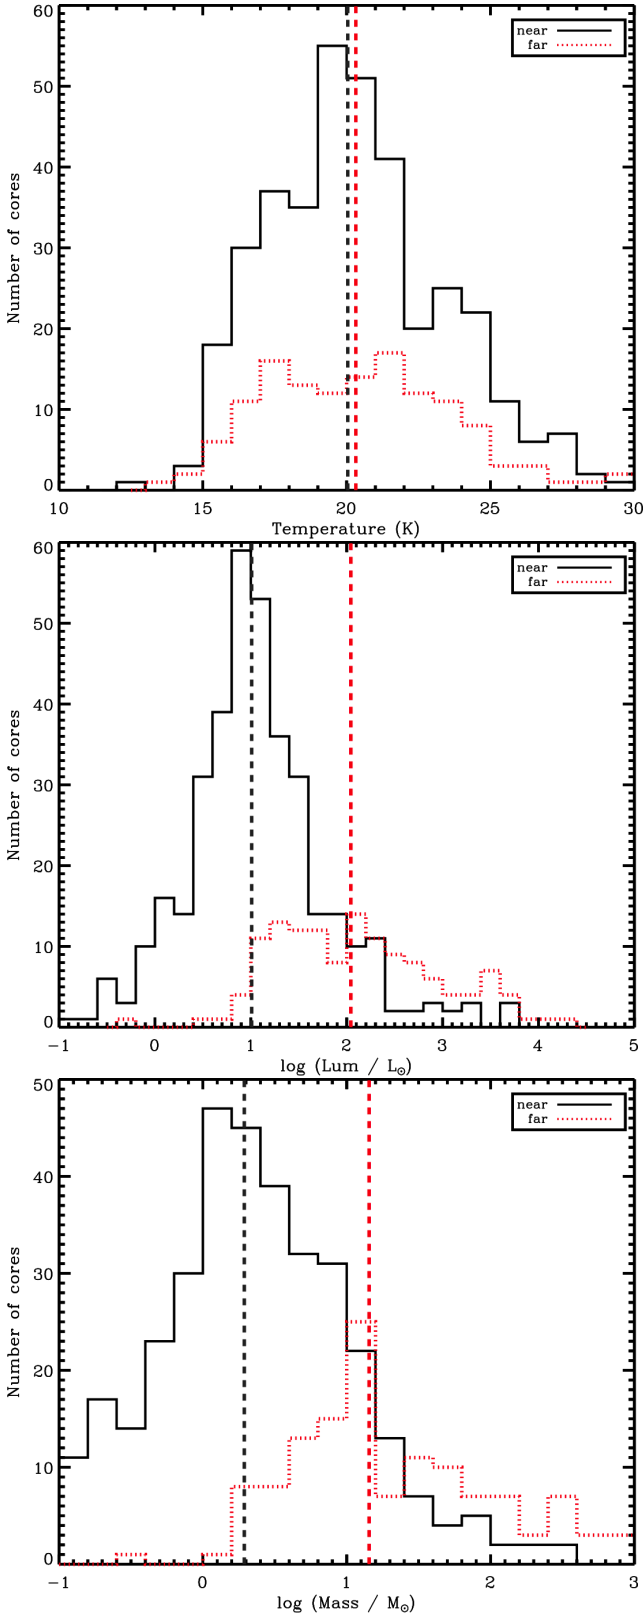 60
50
40
30
20
10
0
Number of cores
near
far
10 15 20 25 30
Temperature (K)
60
50
40
30
20
10
0
Number of cores
near
far
−1 0 1 2 3 4 5
log (Lum / L⊙)
50
40
30
20
10
0
Number of cores
near
far
−1 0 1 2 3
log (Mass / M⊙)